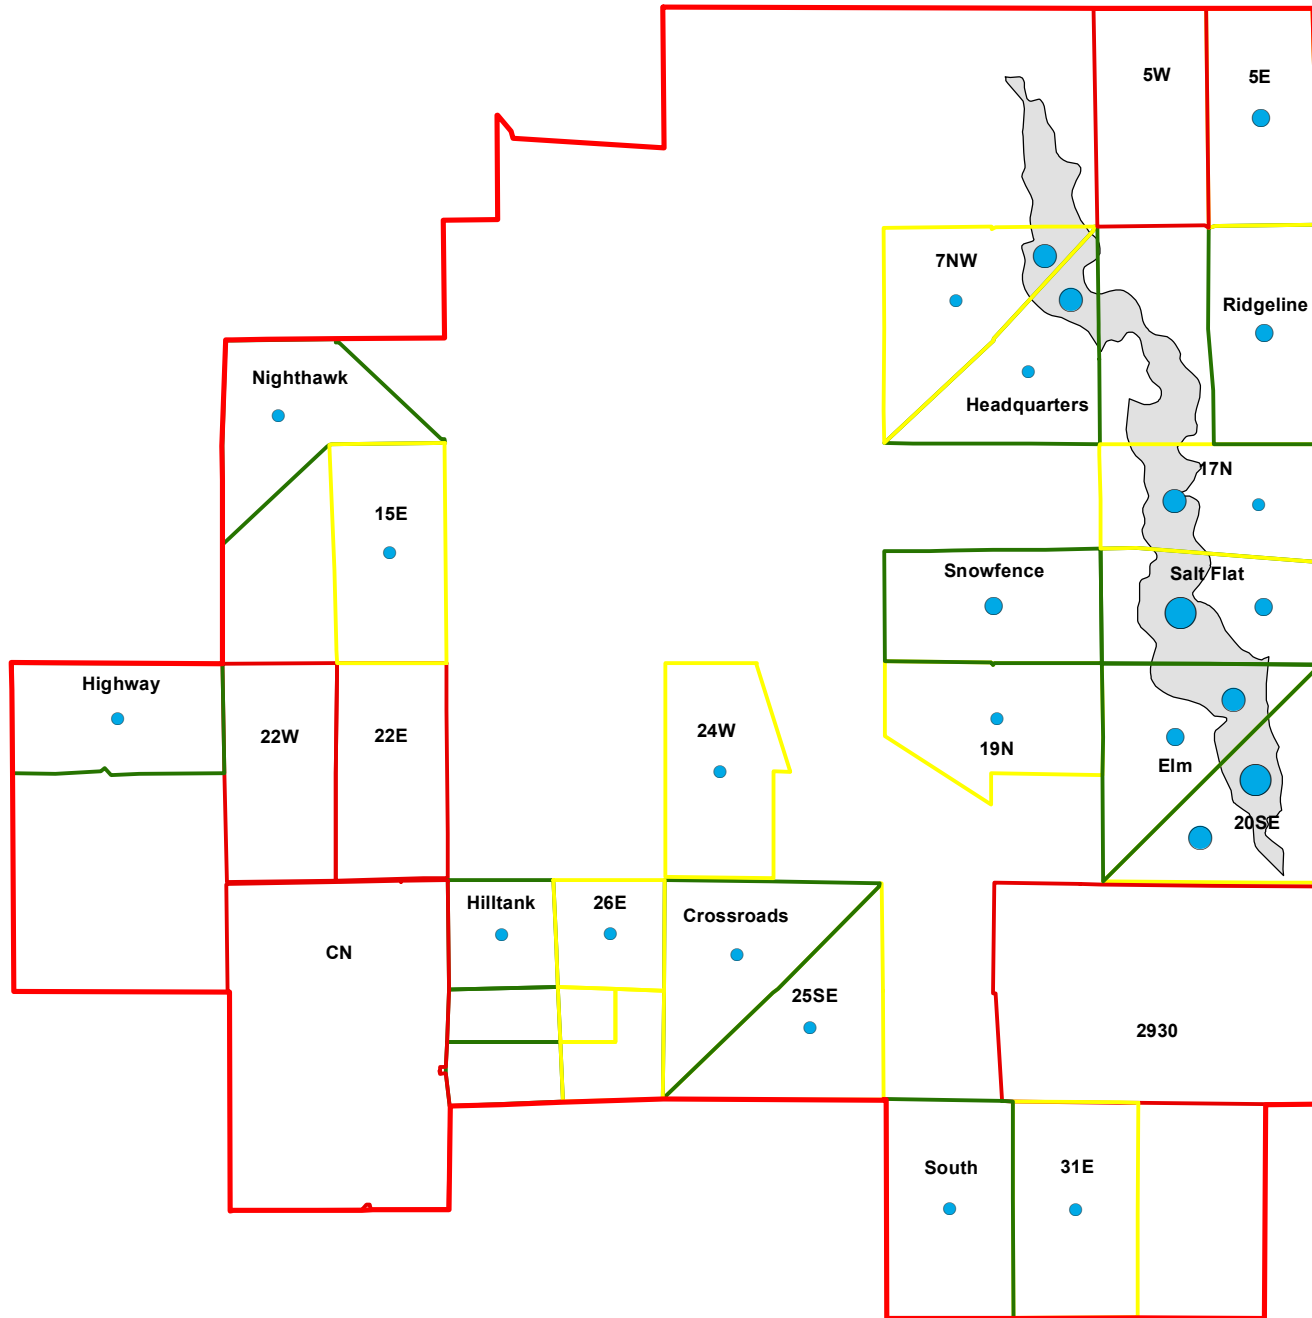 5W
5E
7NW
Ridgeline
Nighthawk
Headquarters
17N
15E
Snowfence
Salt Flat
Highway
22W
22E
24W
19N
Elm
20SE
Hilltank
26E
Crossroads
CN
25SE
2930
South
31E